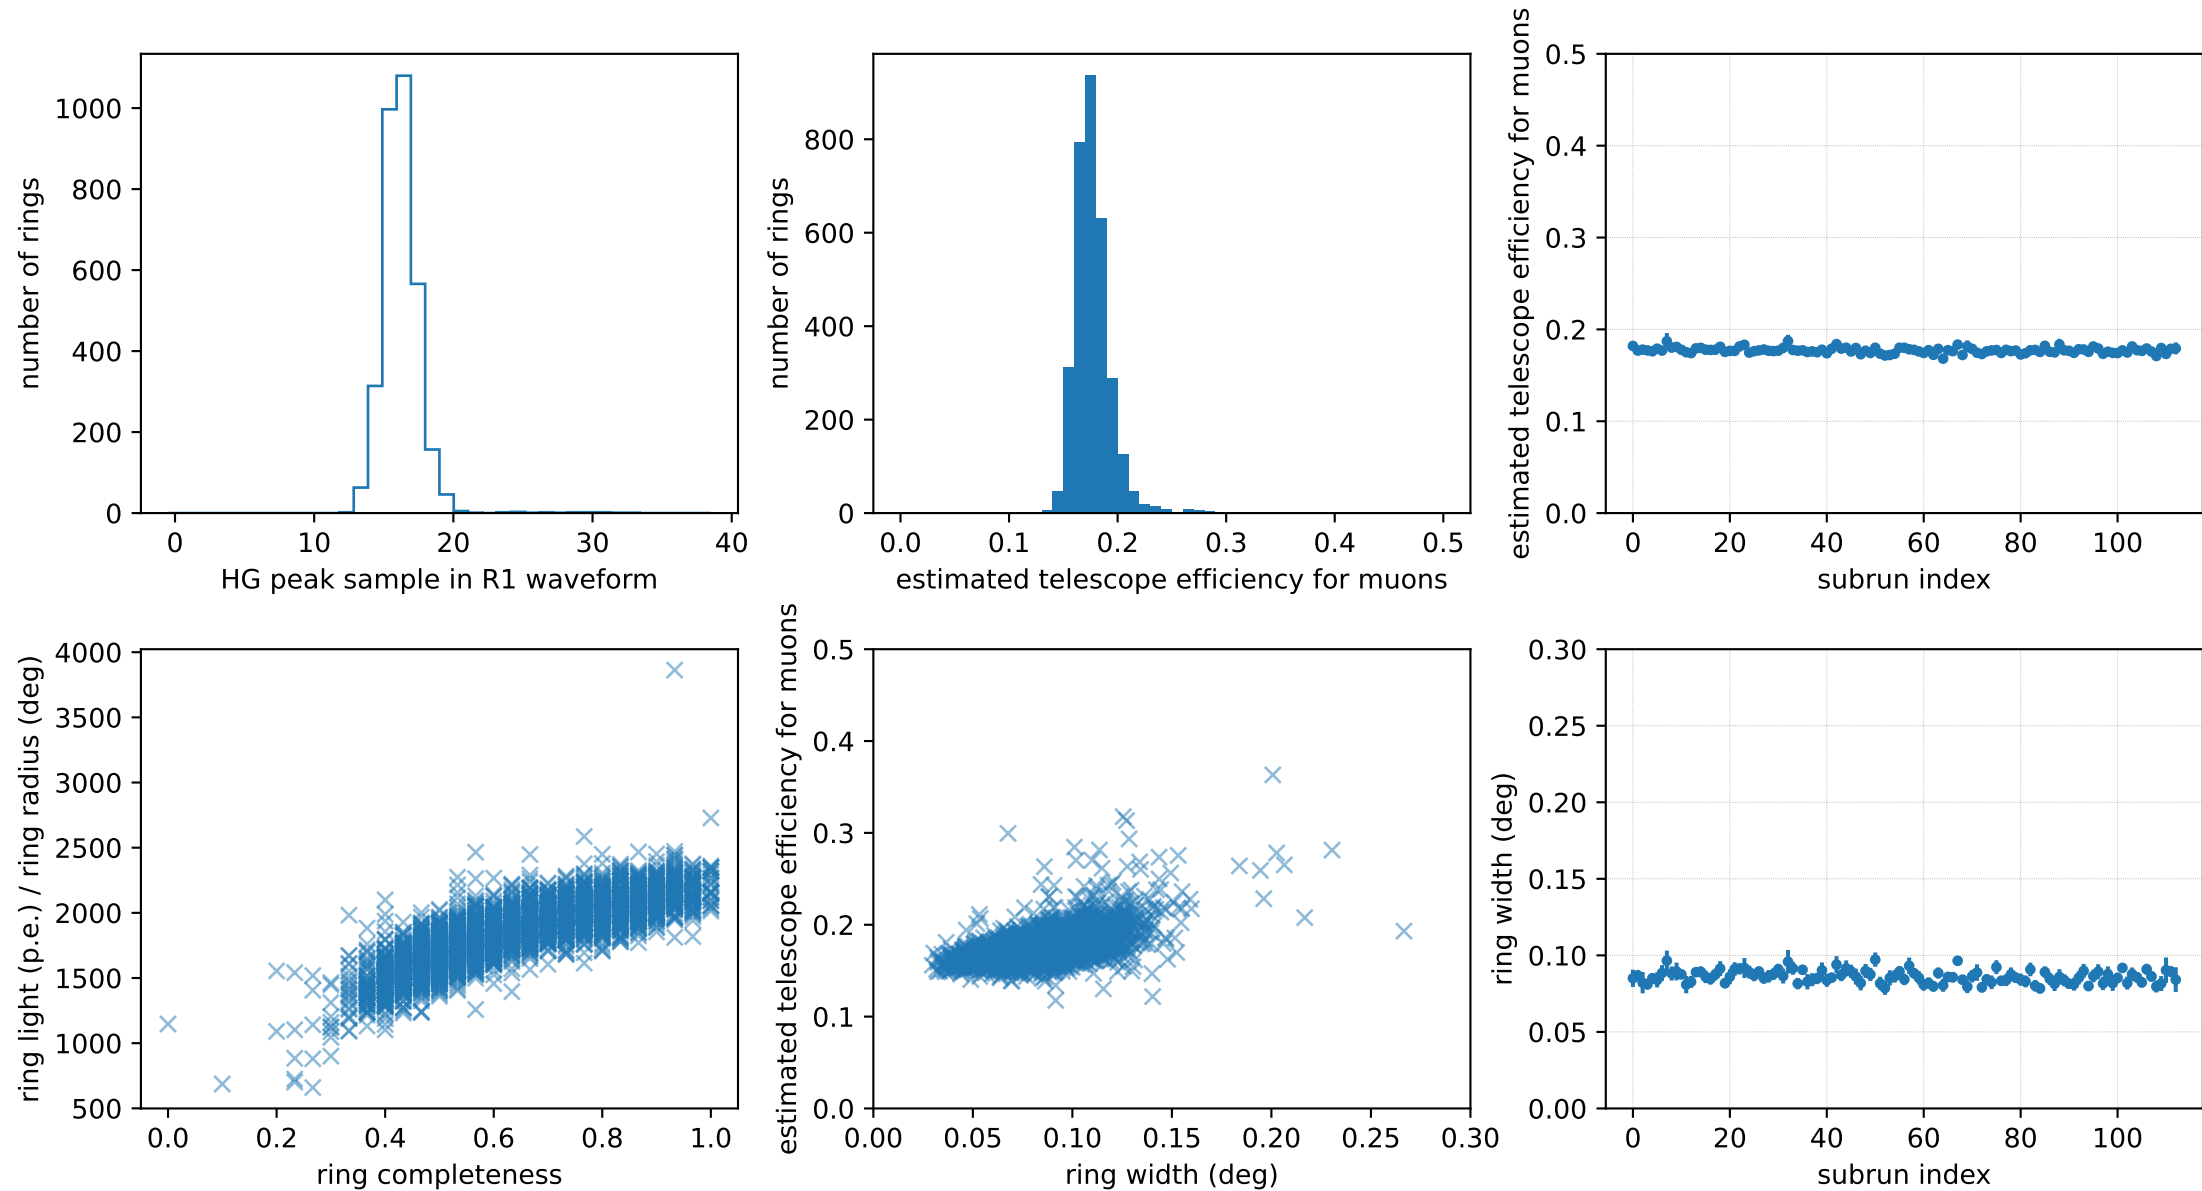 1000
800
600
400
200
0
number of rings
0 10 20 30 40
HG peak sample in R1 waveform
800
600
400
200
0
number of rings
0.0 0.1 0.2 0.3 0.4 0.5
estimated telescope efficiency for muons
0.5
0.4
0.3
0.2
0.1
0.0
estimated telescope efficiency for muons
0 20 40 60 80 100
subrun index
4000
3500
3000
2500
2000
1500
1000
500
ring light (p.e.) / ring radius (deg)
0.0 0.2 0.4 0.6 0.8 1.0
ring completeness
0.5
0.4
0.3
0.2
0.1
0.0
estimated telescope efficiency for muons
0.00 0.05 0.10 0.15 0.20 0.25 0.30
ring width (deg)
0.30
0.25
0.20
0.15
0.10
0.05
0.00
ring width (deg)
0 20 40 60 80 100
subrun index